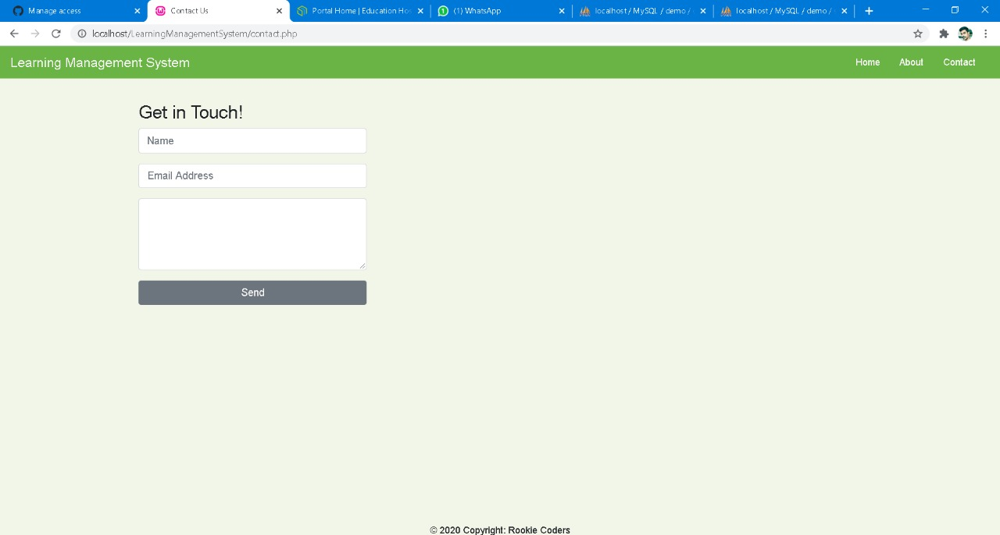 Manage access
Contact Us
Portal Home | Education Ho
(1) WhatsApp
localhost / MySQL / demo /
localhost / MySQL / demo /
localhost/LearningManagementSystem/contact.php
Learning Management System
Home
About
Contact
Get in Touch!
Name
Email Address
Send
© 2020 Copyright: Rookie Coders